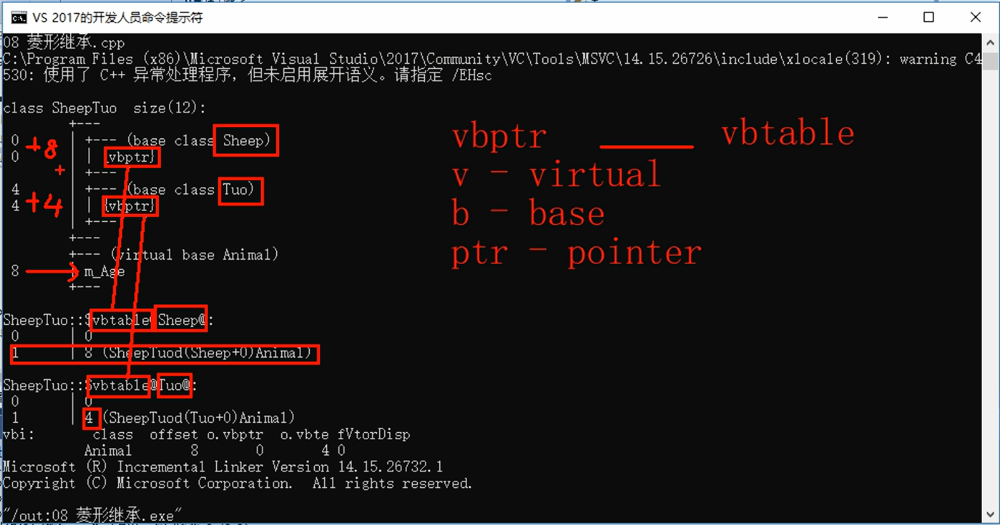 VS 2017的开发人员命令提示符
08 菱形继承.cpp
C:\Program Files (x86)\Microsoft Visual Studio\2017\Community\VC\Tools\MSVC\14.15.26726\include\xlocale(319): warning C4
530: 使用了 C++ 异常处理程序，但未启用展开语义。请指定 /EHsc
class SheepTuo  size(12):
+---
0 | +--- (base class Sheep)
0 | | {vbptr}
| +---
4 | +--- (base class Tuo)
4 | | {vbptr}
| +---
+---
+--- (virtual base Animal)
8 | m_Age
+---
+8
+
+4
vbptr ____ vbtable
v - virtual
b - base
ptr - pointer
SheepTuo::$vbtable@Sheep@:
0 | 0
1 | 8 (SheepTuod(Sheep+0)Animal)
SheepTuo::$vbtable@Tuo@:
0 | 0
1 | 4 (SheepTuod(Tuo+0)Animal)
vbi: class offset o.vbptr o.vbte fVtorDisp
Animal 8 0 4 0
Microsoft (R) Incremental Linker Version 14.15.26732.1
Copyright (C) Microsoft Corporation.  All rights reserved.
"/out:08 菱形继承.exe"